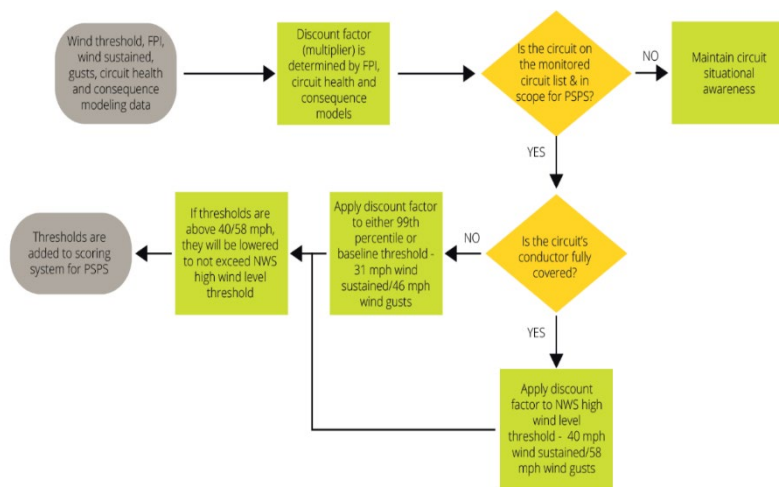 Wind threshold, FPI,
wind sustained,
gusts, circuit health
and consequence
modeling data
Discount factor
(multiplier) is
determined by FPI,
circuit health and
consequence
models
Is the circuit on
the monitored
circuit list & in
scope for PSPS?
NO
Maintain circuit
situational
awareness
YES
Is the circuit's
conductor fully
covered?
NO
Apply discount
factor to either 99th
percentile or
baseline threshold -
31 mph wind
sustained/46 mph
wind gusts
If thresholds are
above 40/58 mph,
they will be lowered
to not exceed NWS
high wind level
threshold
Thresholds are
added to scoring
system for PSPS
YES
Apply discount
factor to NWS high
wind level
threshold - 40 mph
wind sustained/58
mph wind gusts